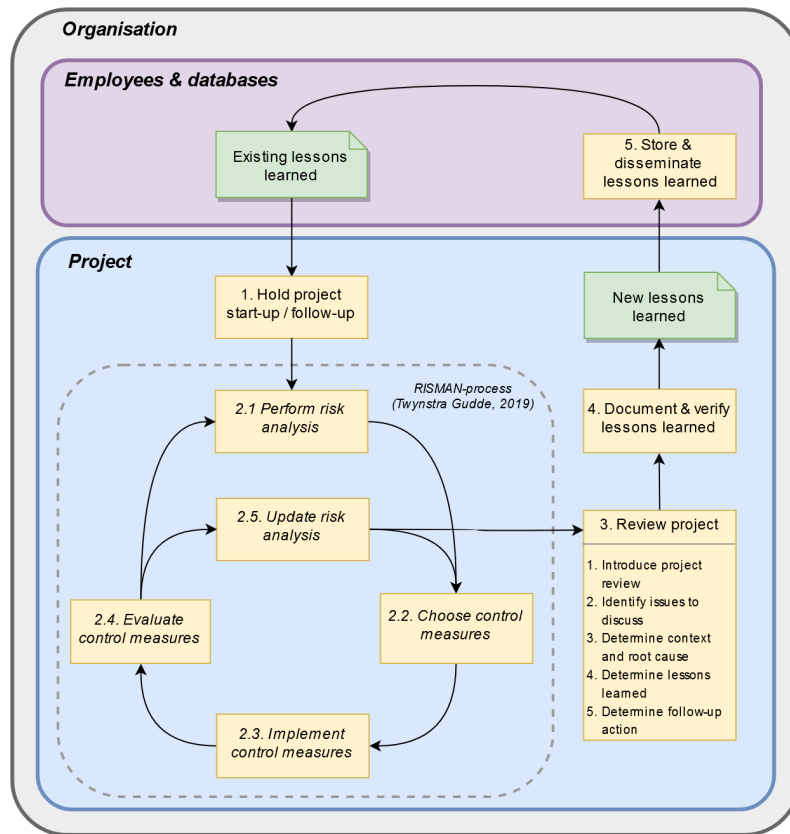 Organisation
Employees & databases
Existing lessons
learned
5. Store &
disseminate
lessons learned
Project
1. Hold project
start-up / follow-up
New lessons
learned
RISMAN-process
(Twynstra Gudde, 2019)
2.1 Perform risk
analysis
4. Document & verify
lessons learned
2.5. Update risk
analysis
3. Review project
1. Introduce project
review
2. Identify issues to
discuss
3. Determine context
and root cause
4. Determine lessons
learned
5. Determine follow-up
action
2.4. Evaluate
control measures
2.2. Choose control
measures
2.3. Implement
control measures